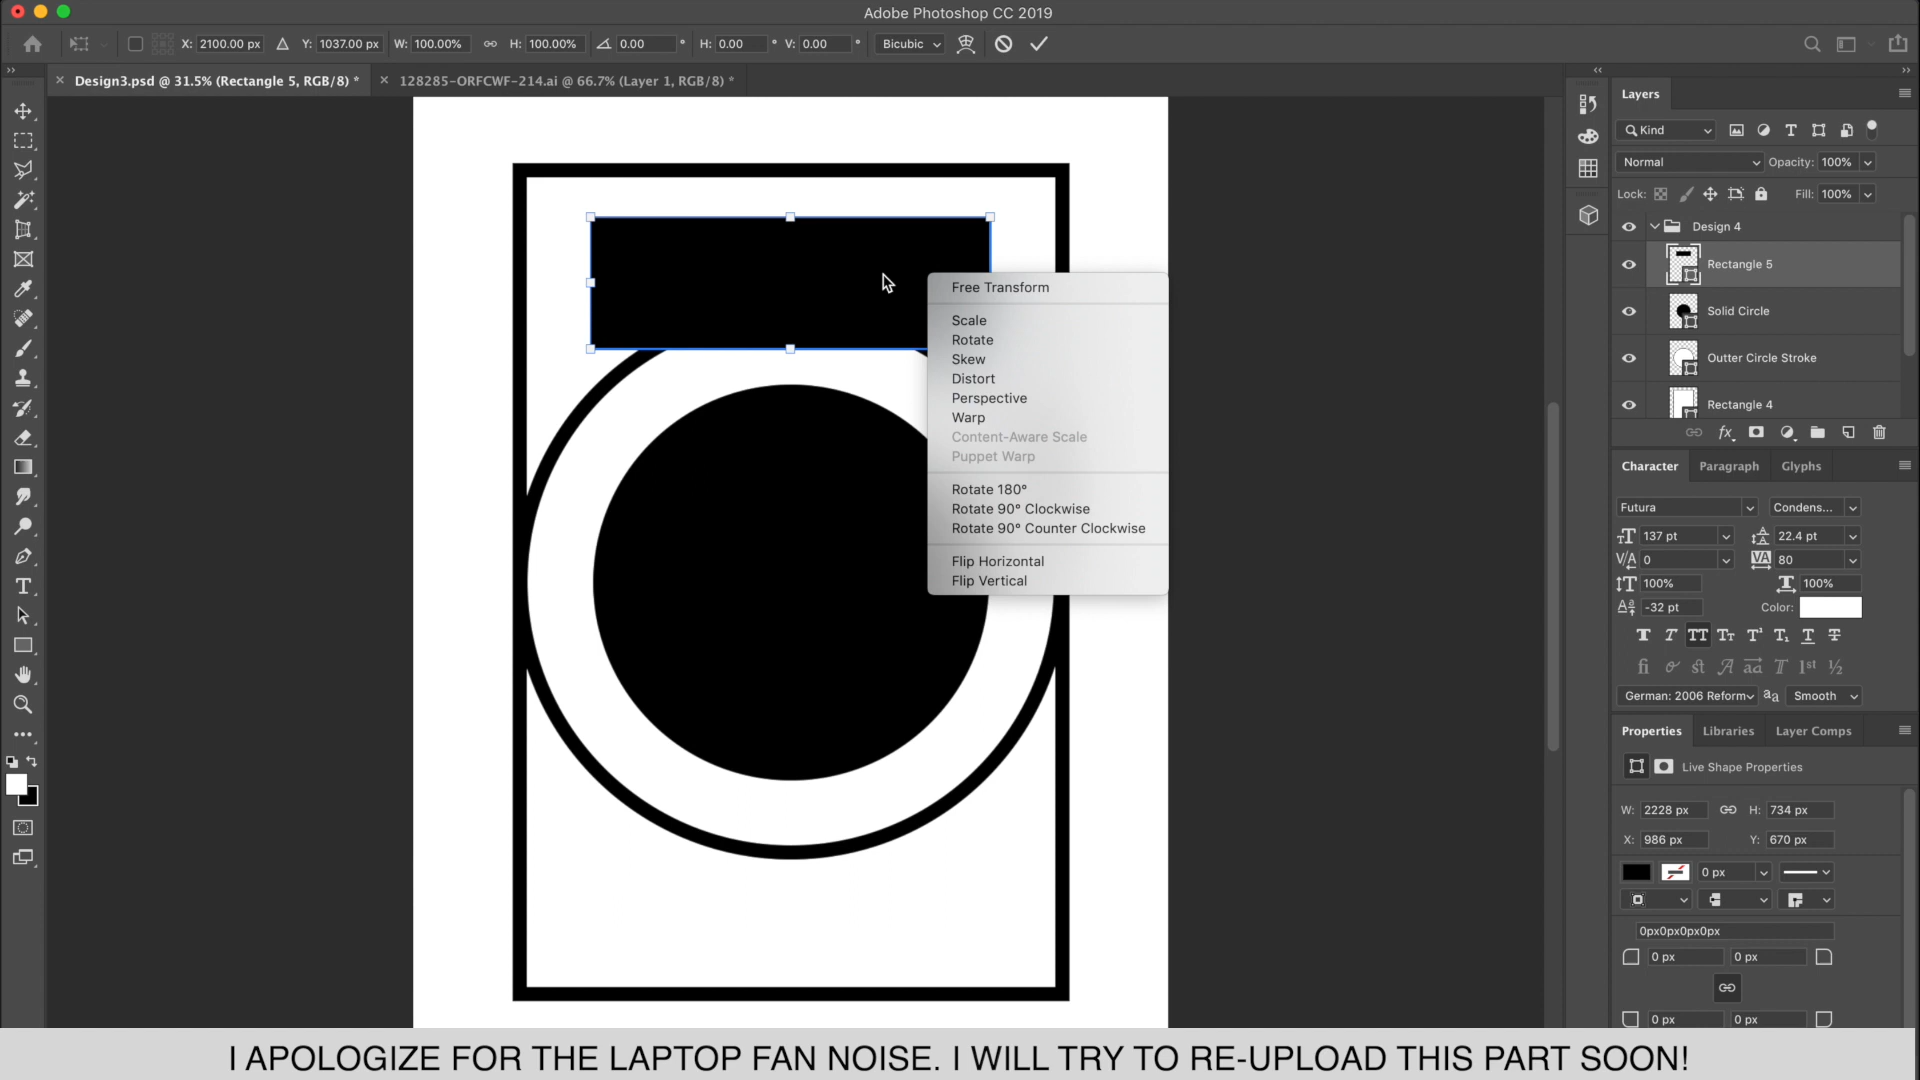 Adobe Photoshop CC 2019
X: 2100.00 px Y: 1037.00 px W: 100.00% H: 100.00% 0.00 ° H: 0.00 ° V: 0.00 ° Bicubic
Design3.psd @ 31.5% (Rectangle 5, RGB/8) *
128285-ORFCWF-214.ai @ 66.7% (Layer 1, RGB/8) *
Free Transform
Scale
Rotate
Skew
Distort
Perspective
Warp
Content-Aware Scale
Puppet Warp
Rotate 180°
Rotate 90° Clockwise
Rotate 90° Counter Clockwise
Flip Horizontal
Flip Vertical
Layers
Kind
Normal Opacity: 100%
Lock: Fill: 100%
Design 4
Rectangle 5
Solid Circle
Outter Circle Stroke
Rectangle 4
fx
Character Paragraph Glyphs
Futura Condens...
137 pt 22.4 pt
0 80
100% 100%
-32 pt Color:
German: 2006 Reform aa Smooth
Properties Libraries Layer Comps
Live Shape Properties
W: 2228 px H: 734 px
X: 986 px Y: 670 px
0 px
0px0px0px0px
0 px 0 px
0 px 0 px
I APOLOGIZE FOR THE LAPTOP FAN NOISE. I WILL TRY TO RE-UPLOAD THIS PART SOON!